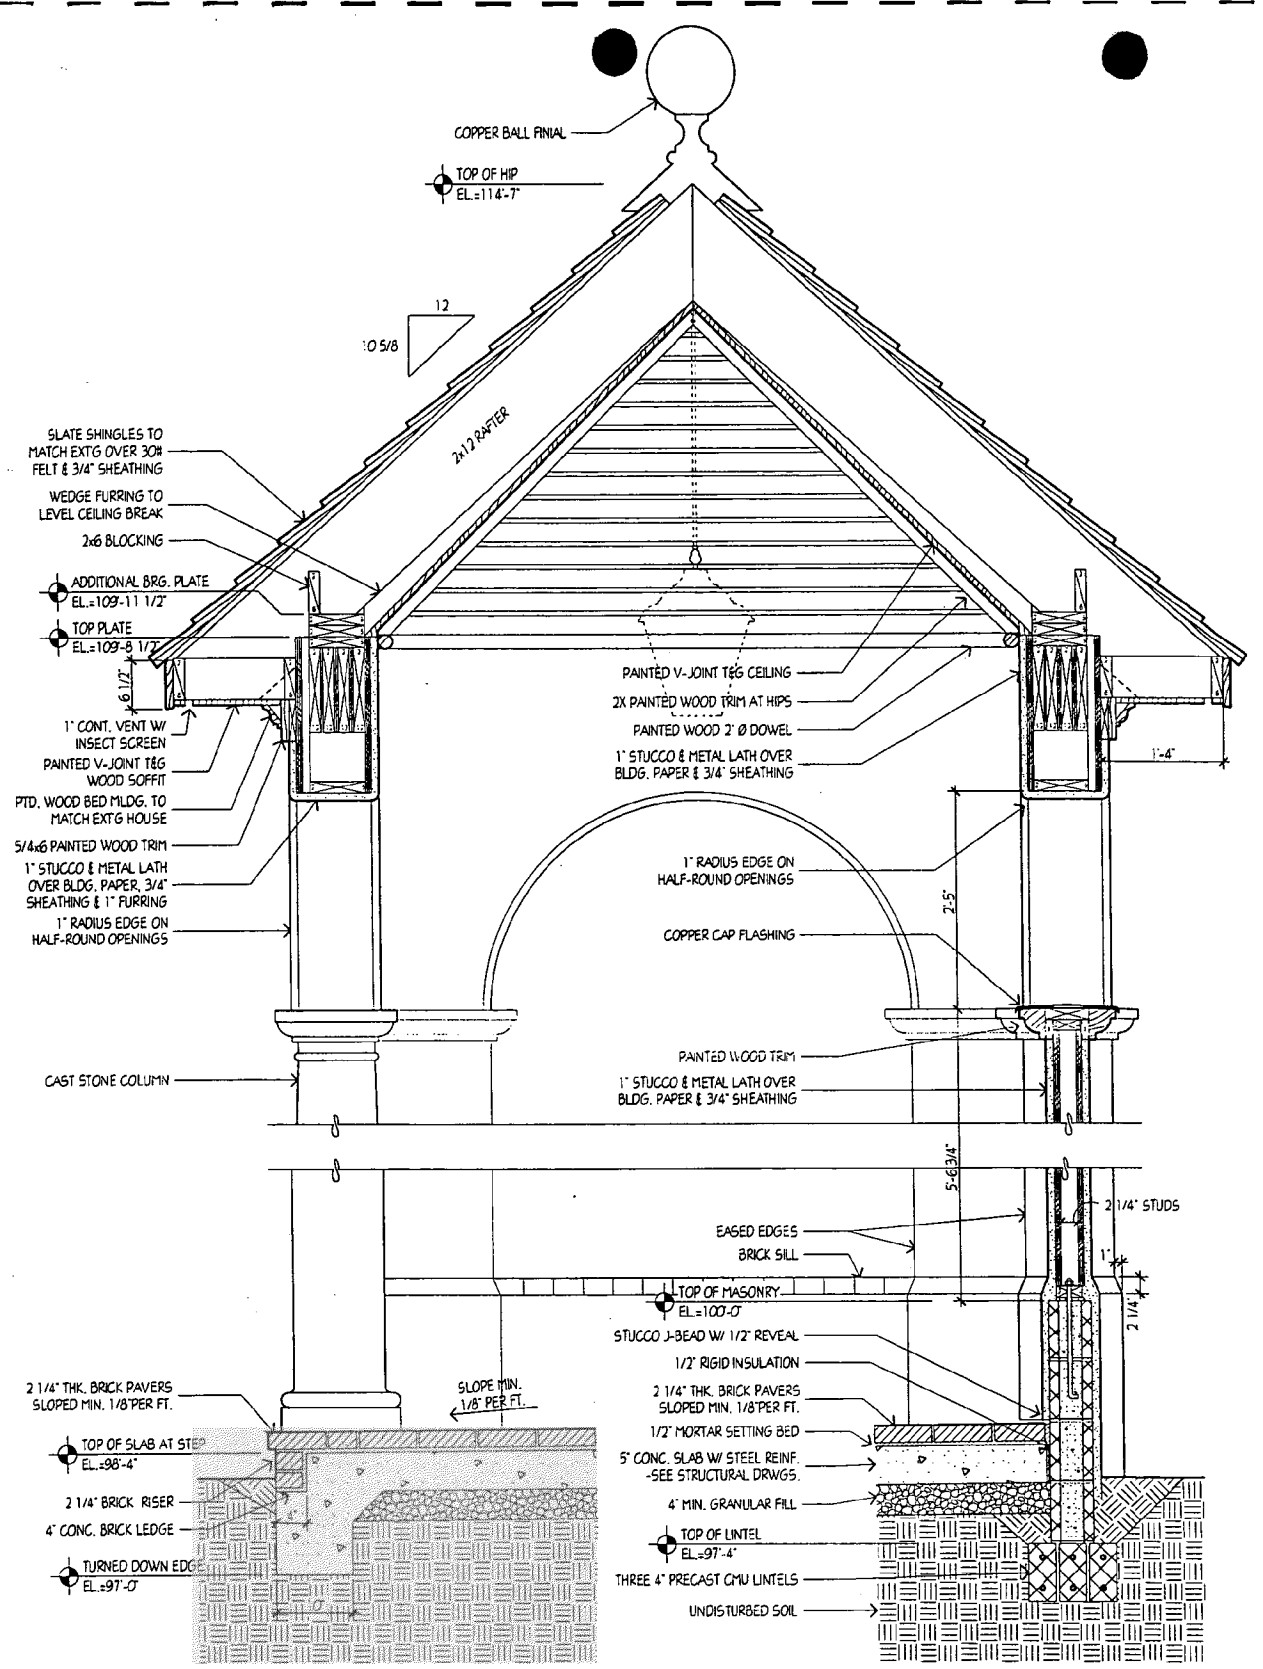 COPPER BALL FINIAL
TOP OF HIP
EL.=114'-7"
12
10 5/8
2x12 RAFTER
SLATE SHINGLES TO
MATCH EXT'G OVER 30#
FELT & 3/4" SHEATHING
WEDGE FURRING TO
LEVEL CEILING BREAK
2x6 BLOCKING
ADDITIONAL BRG. PLATE
EL.=109'-11 1/2"
TOP PLATE
EL.=109'-8 1/2"
6 1/2"
1" CONT. VENT W/
INSECT SCREEN
PAINTED V-JOINT T&G
WOOD SOFFIT
PTD. WOOD BED MLDG. TO
MATCH EXT'G HOUSE
5/4x6 PAINTED WOOD TRIM
1" STUCCO & METAL LATH
OVER BLDG. PAPER, 3/4"
SHEATHING & 1" FURRING
1" RADIUS EDGE ON
HALF-ROUND OPENINGS
CAST STONE COLUMN
PAINTED V-JOINT T&G CEILING
2X PAINTED WOOD TRIM AT HIPS
PAINTED WOOD 2" Ø DOWEL
1" STUCCO & METAL LATH OVER
BLDG. PAPER & 3/4" SHEATHING
1'-4"
1" RADIUS EDGE ON
HALF-ROUND OPENINGS
2'-5"
COPPER CAP FLASHING
PAINTED WOOD TRIM
1" STUCCO & METAL LATH OVER
BLDG. PAPER & 3/4" SHEATHING
5'-6 3/4"
2 1/4" STUDS
EASED EDGES
BRICK SILL
1"
2 1/4"
TOP OF MASONRY
EL.=100'-0"
STUCCO J-BEAD W/ 1/2" REVEAL
1/2" RIGID INSULATION
2 1/4" THK. BRICK PAVERS
SLOPED MIN. 1/8"PER FT.
1/2" MORTAR SETTING BED
5" CONC. SLAB W/ STEEL REINF.
-SEE STRUCTURAL DRWGS.
4" MIN. GRANULAR FILL
TOP OF LINTEL
EL.=97'-4"
THREE 4" PRECAST CMU LINTELS
UNDISTURBED SOIL
2 1/4" THK. BRICK PAVERS
SLOPED MIN. 1/8"PER FT.
SLOPE MIN.
1/8" PER FT.
TOP OF SLAB AT STEP
EL.=98'-4"
2 1/4" BRICK RISER
4" CONC. BRICK LEDGE
4"
TURNED DOWN EDG
EL.=97'-0"